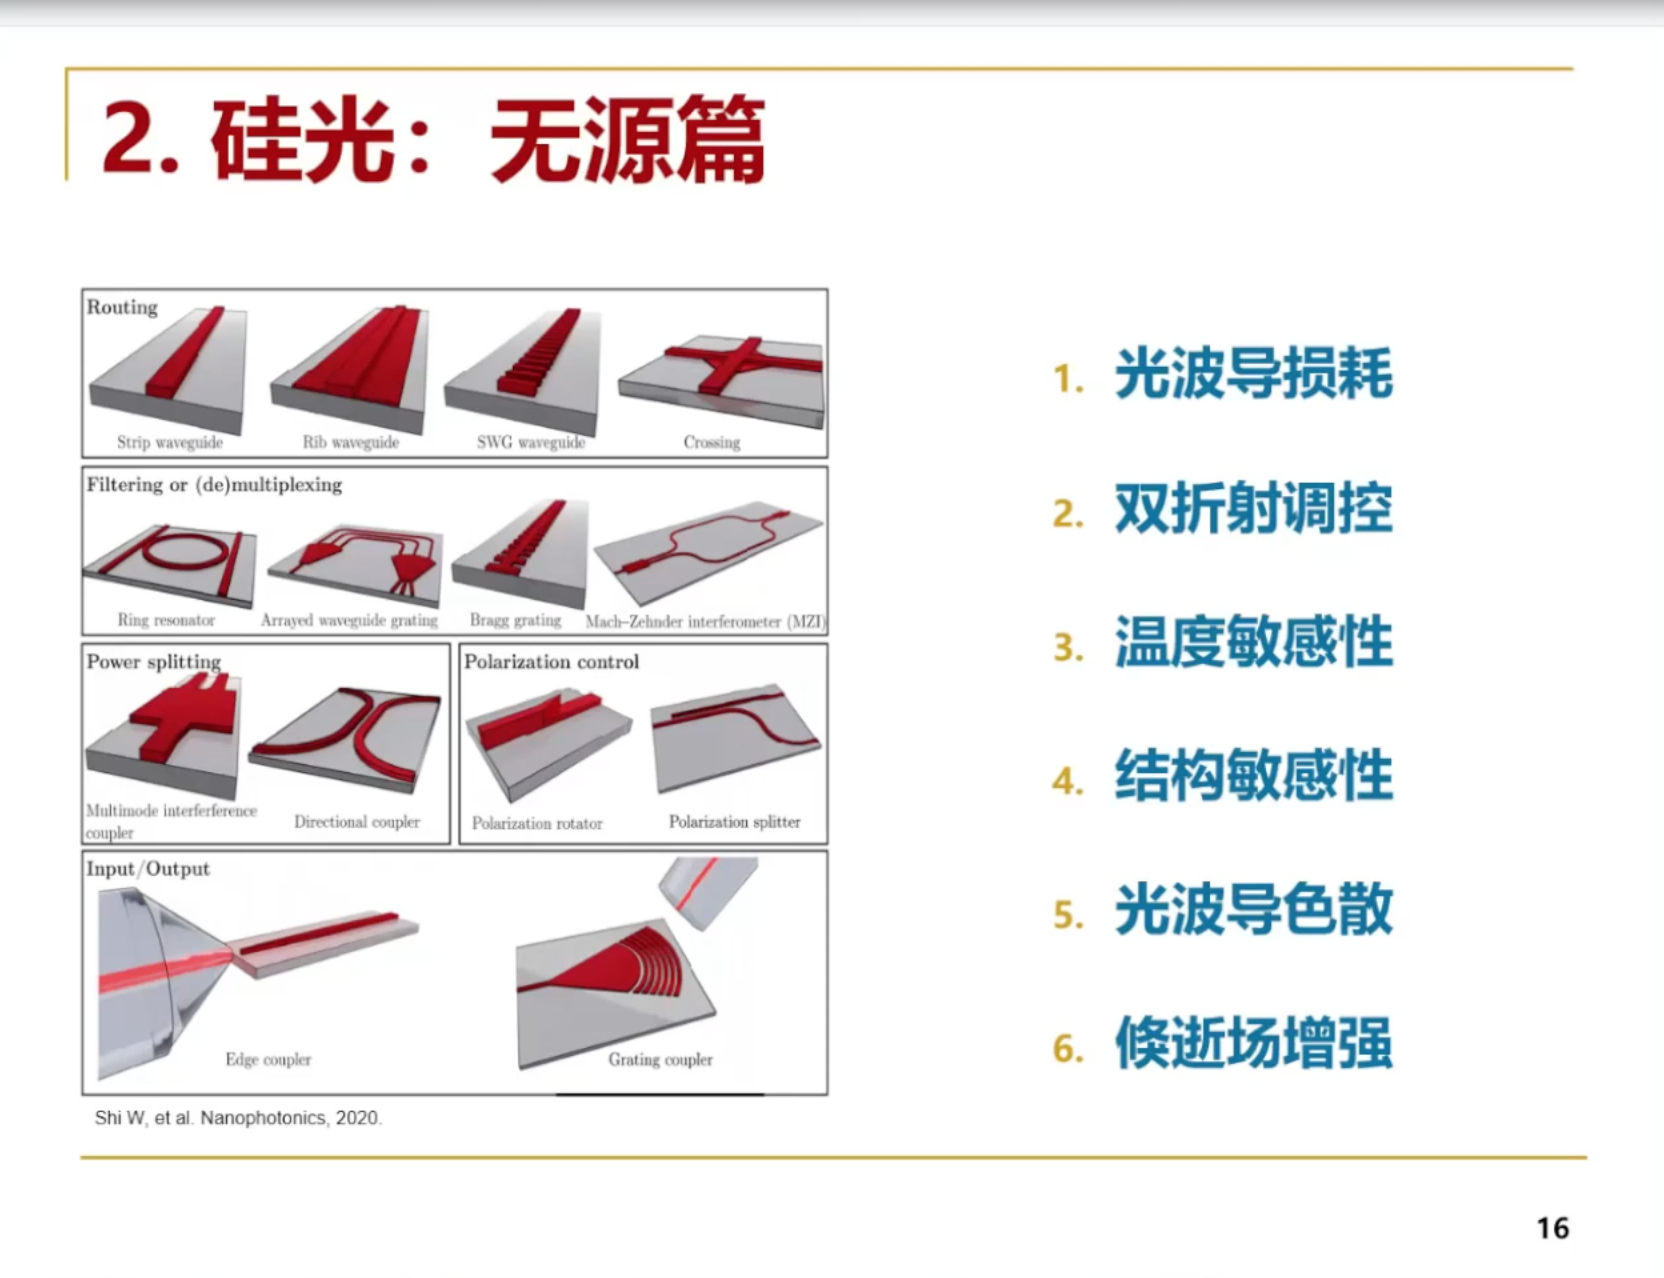 2. 硅光：无源篇
Routing
Strip waveguide
Rib waveguide
SWG waveguide
Crossing
Filtering or (de)multiplexing
Ring resonator
Arrayed waveguide grating
Bragg grating
Mach–Zehnder interferometer (MZI)
Power splitting
Multimode interferference
coupler
Directional coupler
Polarization control
Polarization rotator
Polarization splitter
Input/Output
Edge coupler
Grating coupler
Shi W, et al. Nanophotonics, 2020.
1. 光波导损耗
2. 双折射调控
3. 温度敏感性
4. 结构敏感性
5. 光波导色散
6. 倏逝场增强
16